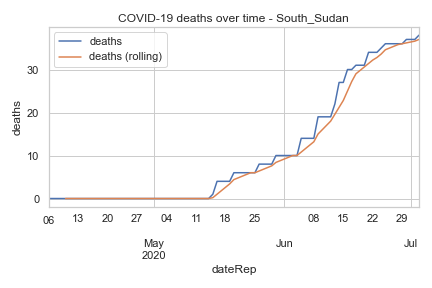 COVID-19 deaths over time - South_Sudan
deaths
deaths (rolling)
deaths
30
20
10
0
06 13 20 27 04 11 18 25 08 15 22 29
May Jun Jul
2020
dateRep